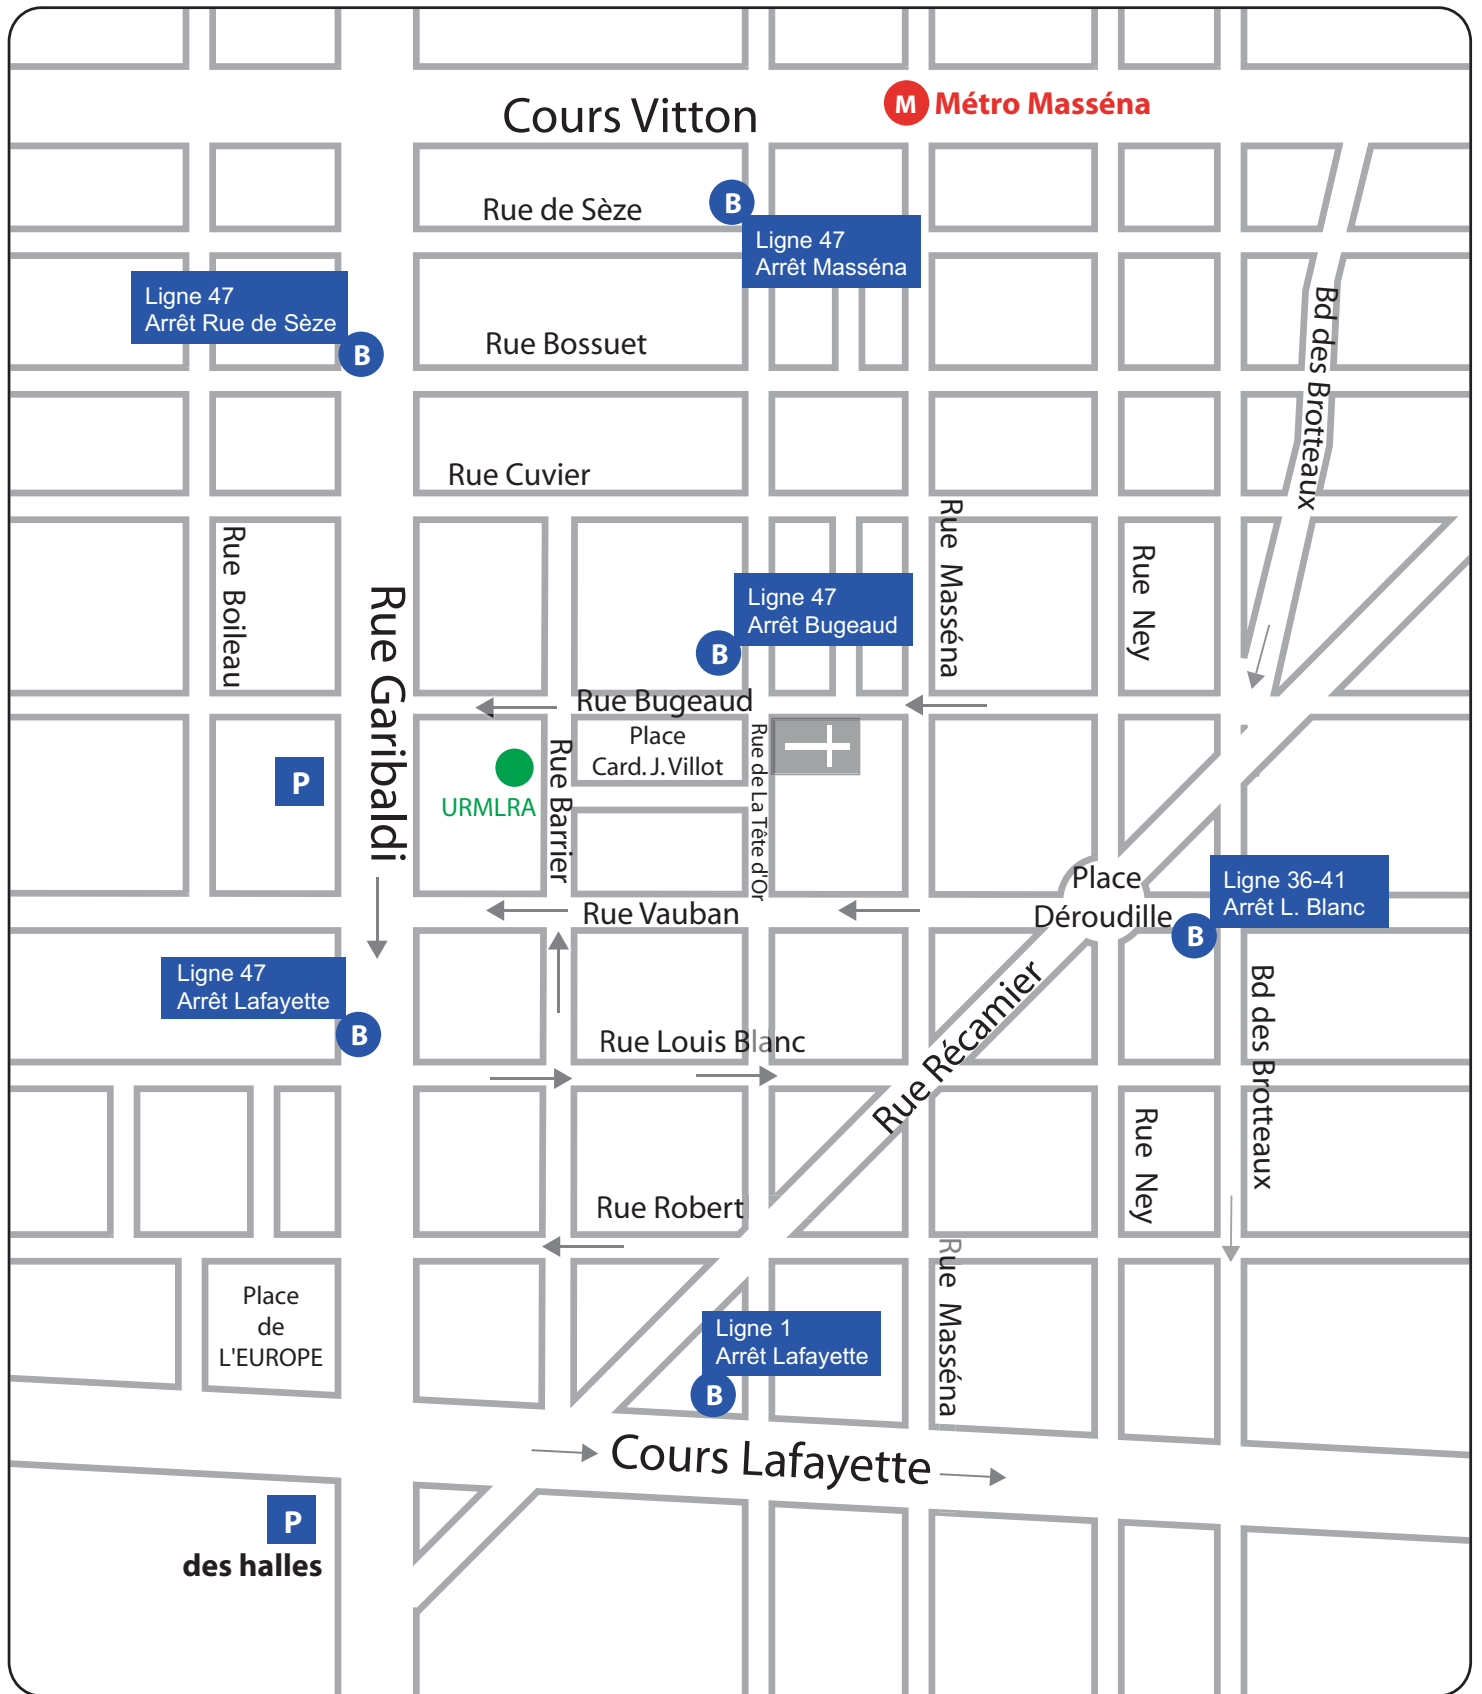 Cours Vitton
M Métro Masséna
Rue de Sèze
B
Ligne 47
Arrêt Masséna
Ligne 47
Arrêt Rue de Sèze
B
Rue Bossuet
Bd des Brotteaux
Rue Cuvier
Rue Boileau
Rue Garibaldi
Rue Masséna
Rue Ney
Ligne 47
Arrêt Bugeaud
B
Rue Bugeaud
Place
Card. J. Villot
Rue de La Tête d'Or
Rue Barrier
P
URMLRA
Rue Vauban
Place
Déroudille
Ligne 36-41
Arrêt L. Blanc
B
Ligne 47
Arrêt Lafayette
B
Rue Louis Blanc
Rue Récamier
Bd des Brotteaux
Rue Ney
Rue Robert
Rue Masséna
Place
de
L'EUROPE
Ligne 1
Arrêt Lafayette
B
Cours Lafayette
P
des halles